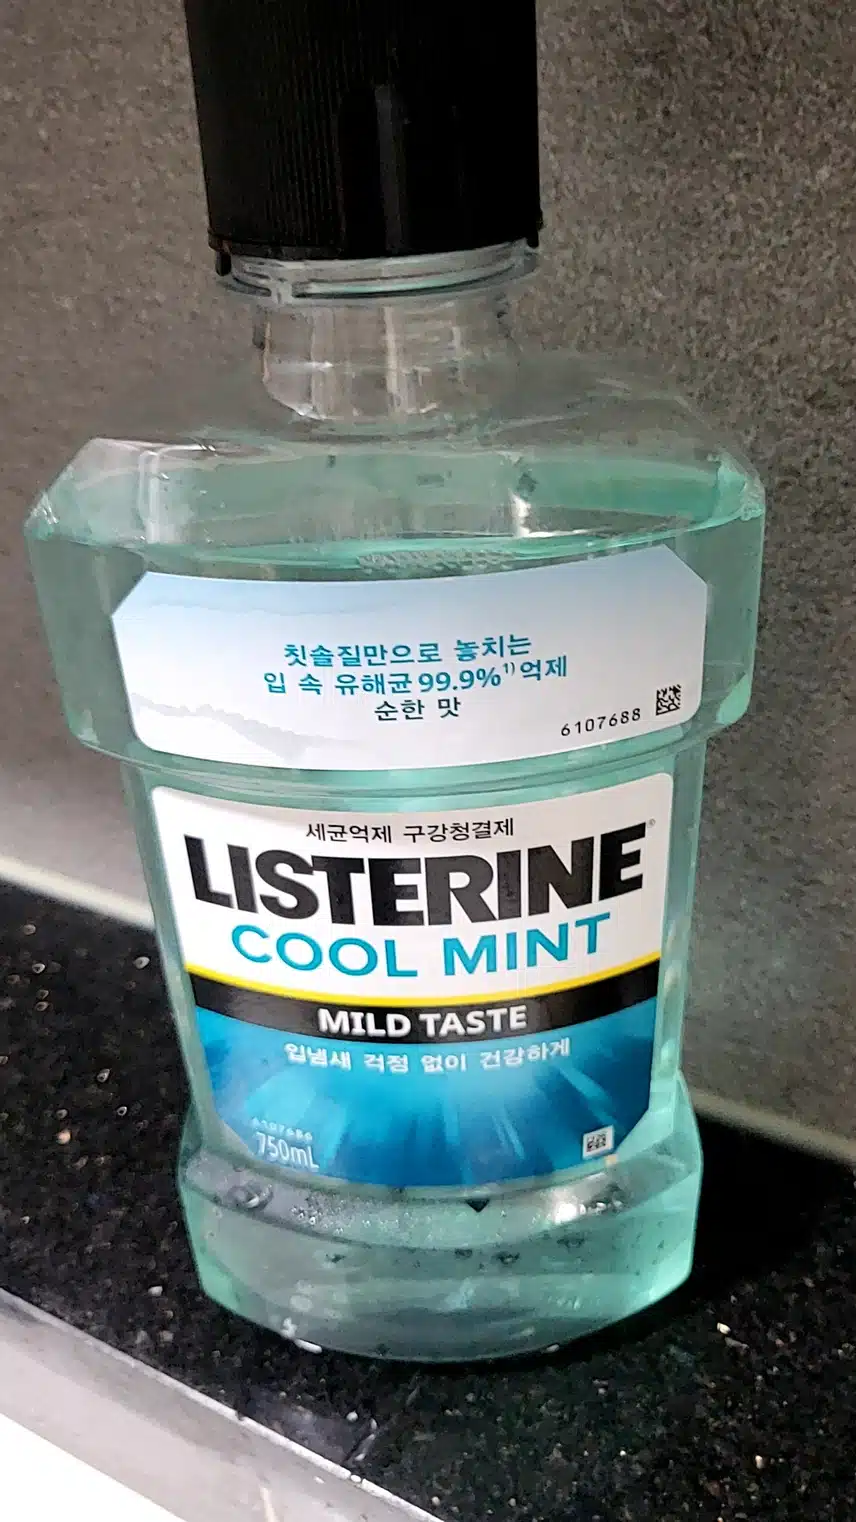 칫솔질만으로 놓치는
입 속 유해균 99.9%¹⁾ 억제
순한 맛
6107688
세균억제 구강청결제
LISTERINE®
COOL MINT
MILD TASTE
입냄새 걱정 없이 건강하게
750mL